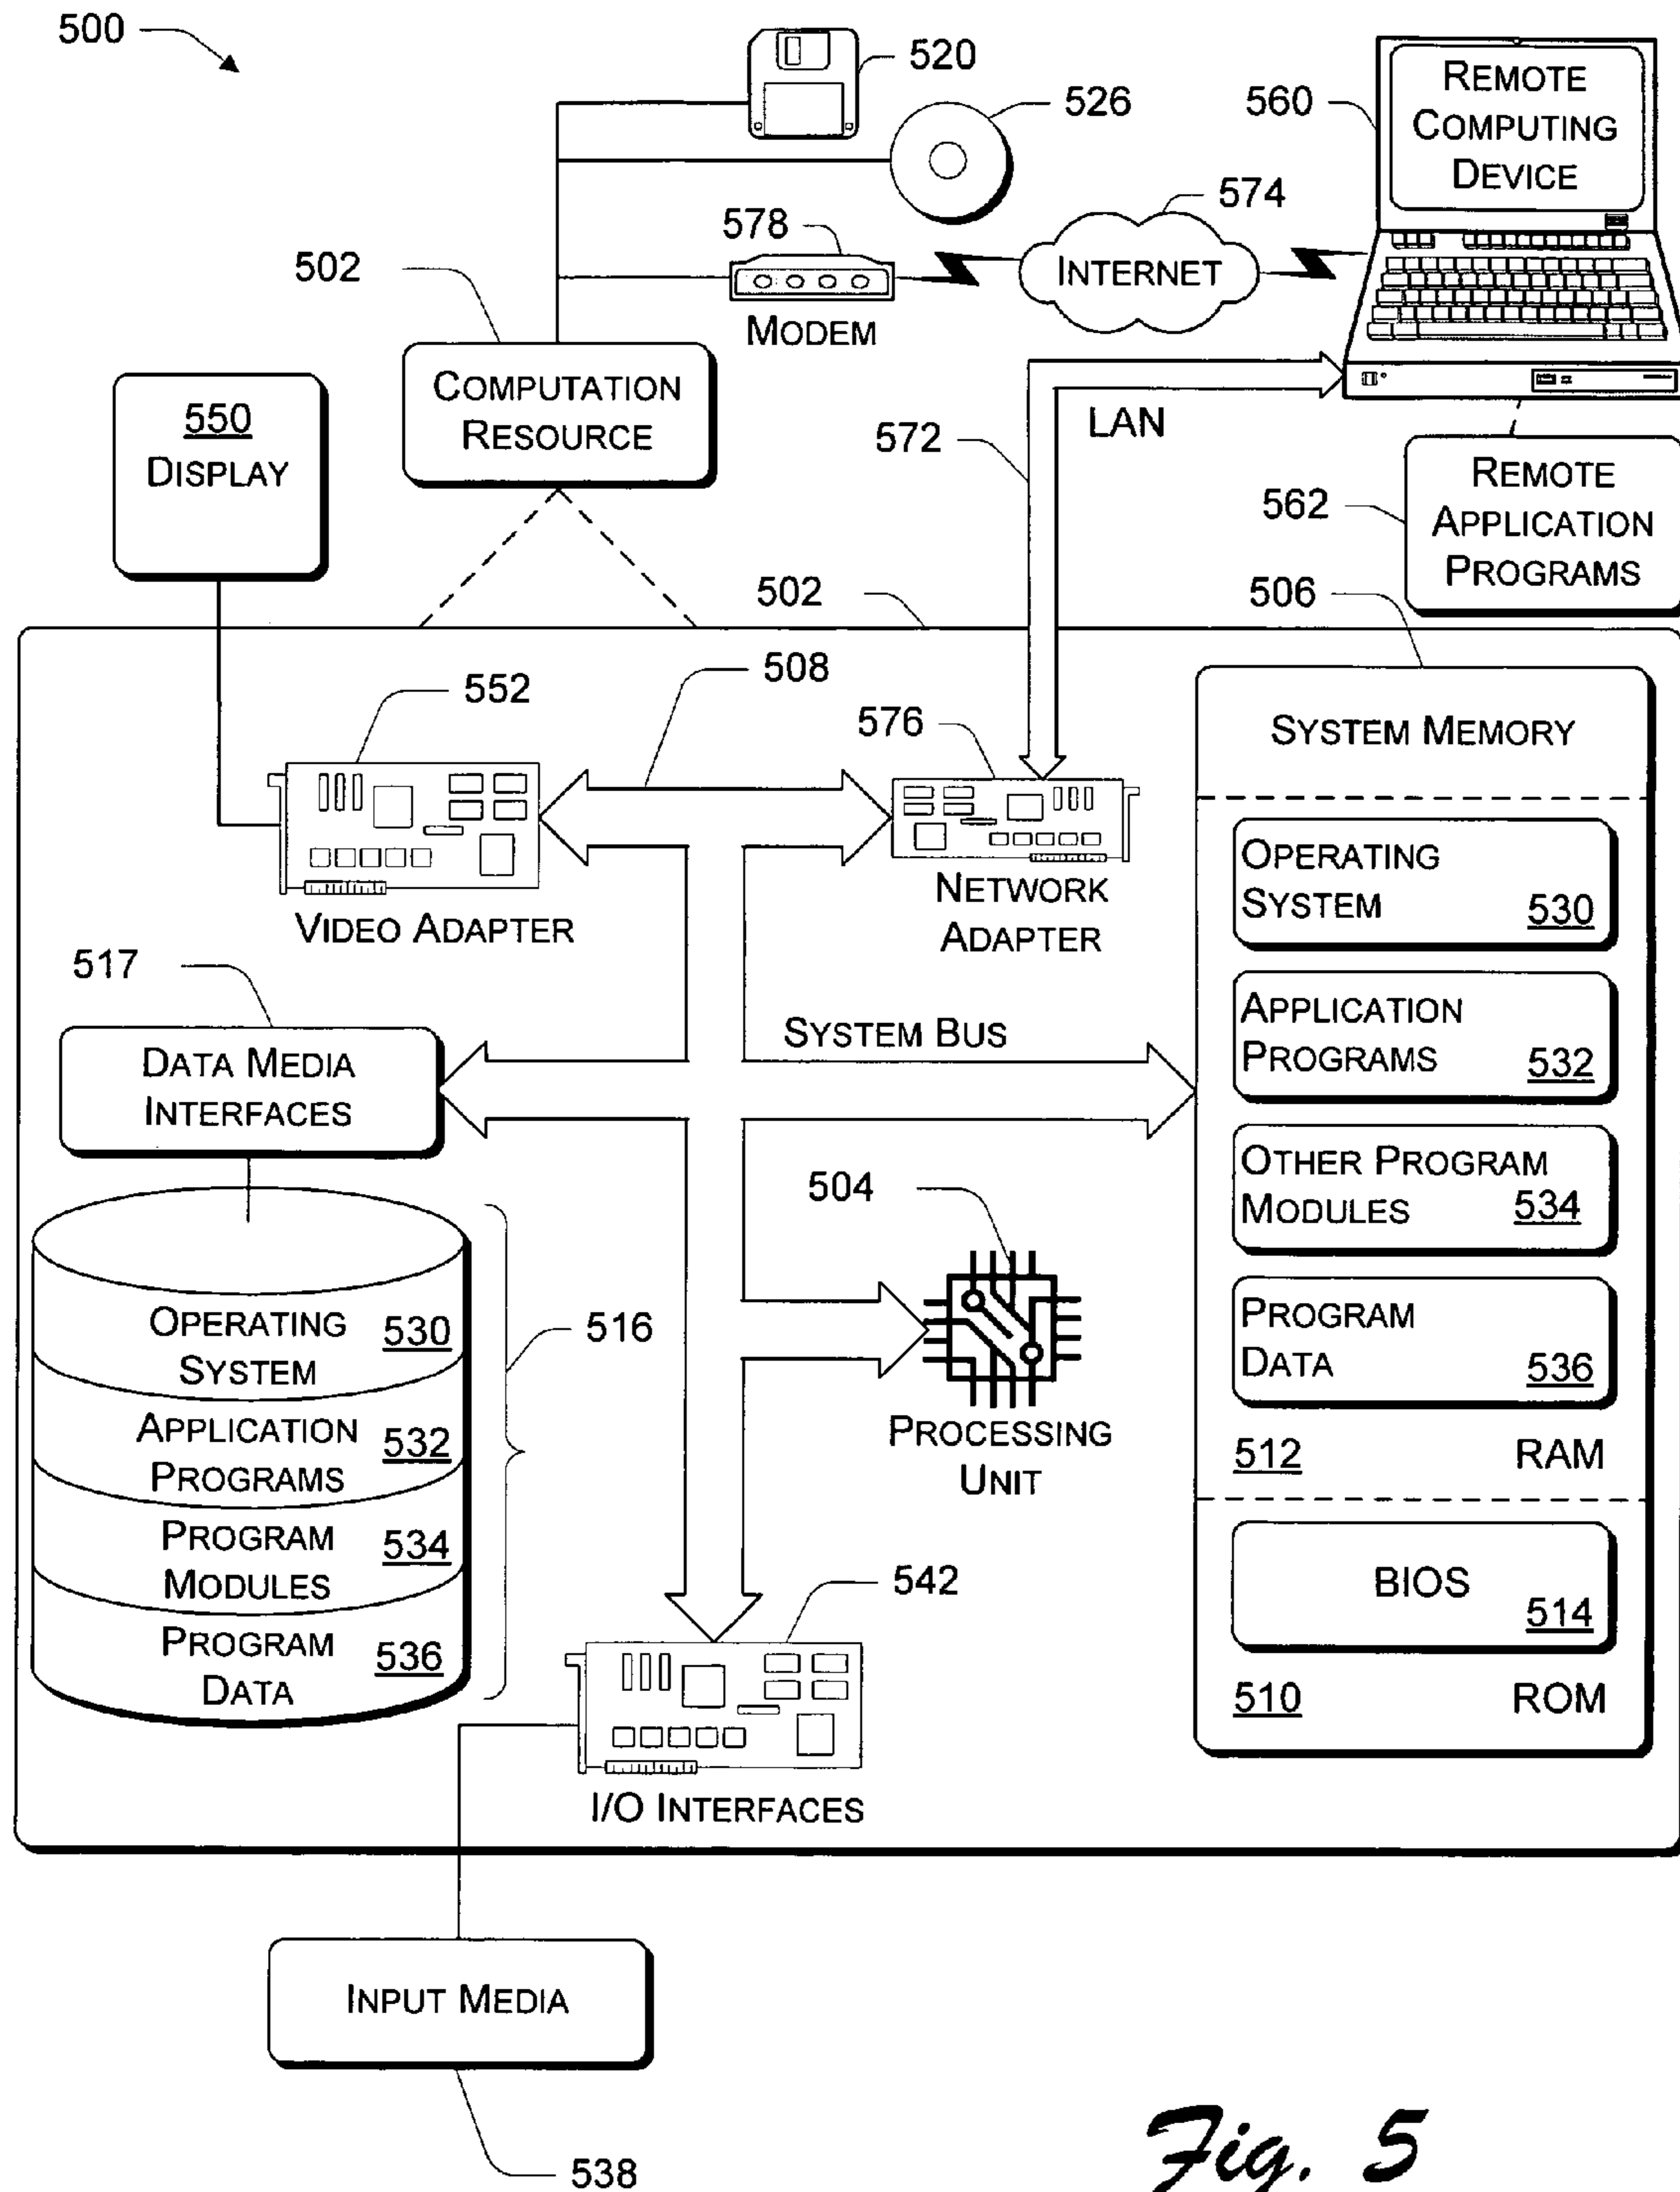 500
520
526
560
REMOTE
COMPUTING
DEVICE
574
578
INTERNET
502
MODEM
COMPUTATION
RESOURCE
550
DISPLAY
LAN
572
REMOTE
APPLICATION
PROGRAMS
562
502
506
508
552
576
SYSTEM MEMORY
VIDEO ADAPTER
NETWORK
ADAPTER
OPERATING
SYSTEM 530
517
DATA MEDIA
INTERFACES
SYSTEM BUS
APPLICATION
PROGRAMS 532
OTHER PROGRAM
MODULES 534
504
PROGRAM
DATA 536
PROCESSING
UNIT
512 RAM
OPERATING
SYSTEM 530
516
APPLICATION
PROGRAMS 532
PROGRAM
MODULES 534
PROGRAM
DATA 536
BIOS
514
510 ROM
542
I/O INTERFACES
INPUT MEDIA
538
Fig. 5